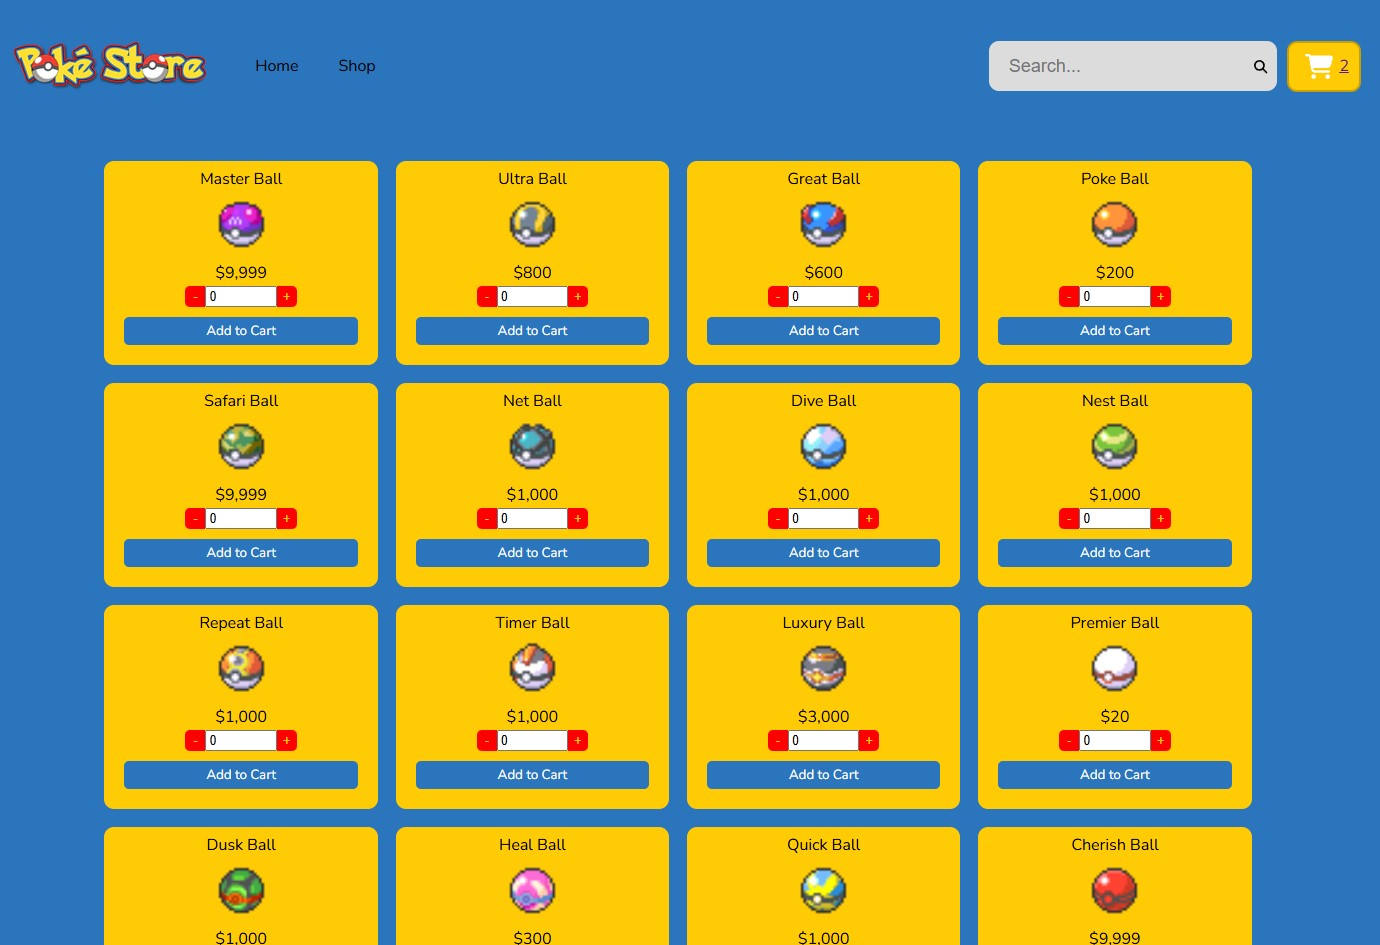 Poké Store
Home
Shop
Search...
2
Master Ball
$9,999
- 0 +
Add to Cart
Ultra Ball
$800
- 0 +
Add to Cart
Great Ball
$600
- 0 +
Add to Cart
Poke Ball
$200
- 0 +
Add to Cart
Safari Ball
$9,999
- 0 +
Add to Cart
Net Ball
$1,000
- 0 +
Add to Cart
Dive Ball
$1,000
- 0 +
Add to Cart
Nest Ball
$1,000
- 0 +
Add to Cart
Repeat Ball
$1,000
- 0 +
Add to Cart
Timer Ball
$1,000
- 0 +
Add to Cart
Luxury Ball
$3,000
- 0 +
Add to Cart
Premier Ball
$20
- 0 +
Add to Cart
Dusk Ball
$1,000
Heal Ball
$300
Quick Ball
$1,000
Cherish Ball
$9,999